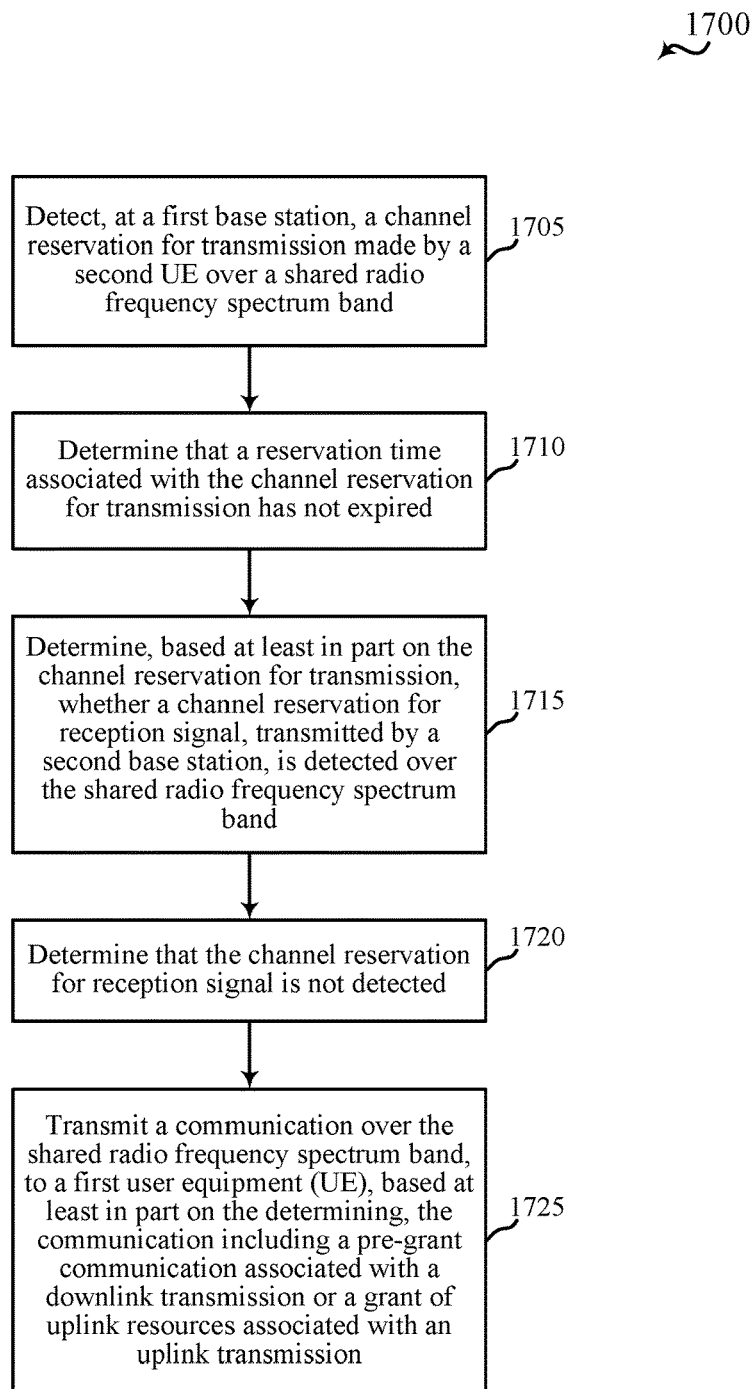 1700
Detect, at a first base station, a channel
reservation for transmission made by a
second UE over a shared radio
frequency spectrum band
1705
Determine that a reservation time
associated with the channel reservation
for transmission has not expired
1710
Determine, based at least in part on the
channel reservation for transmission,
whether a channel reservation for
reception signal, transmitted by a
second base station, is detected over
the shared radio frequency spectrum
band
1715
Determine that the channel reservation
for reception signal is not detected
1720
Transmit a communication over the
shared radio frequency spectrum band,
to a first user equipment (UE), based at
least in part on the determining, the
communication including a pre-grant
communication associated with a
downlink transmission or a grant of
uplink resources associated with an
uplink transmission
1725